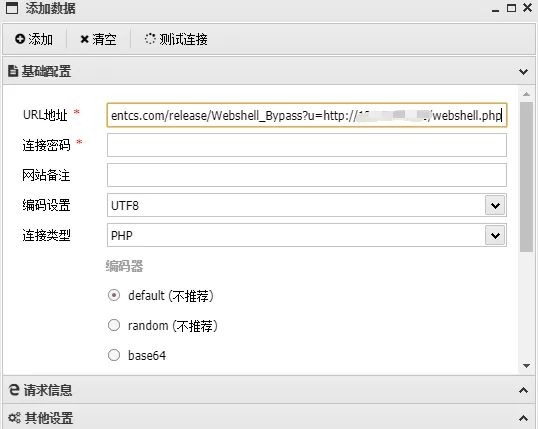 添加数据
添加 清空 测试连接
基础配置
URL地址 * entcs.com/release/Webshell_Bypass?u=http://1 /webshell.php
连接密码 *
网站备注
编码设置 UTF8
连接类型 PHP
编码器
default (不推荐)
random (不推荐)
base64
请求信息
其他设置